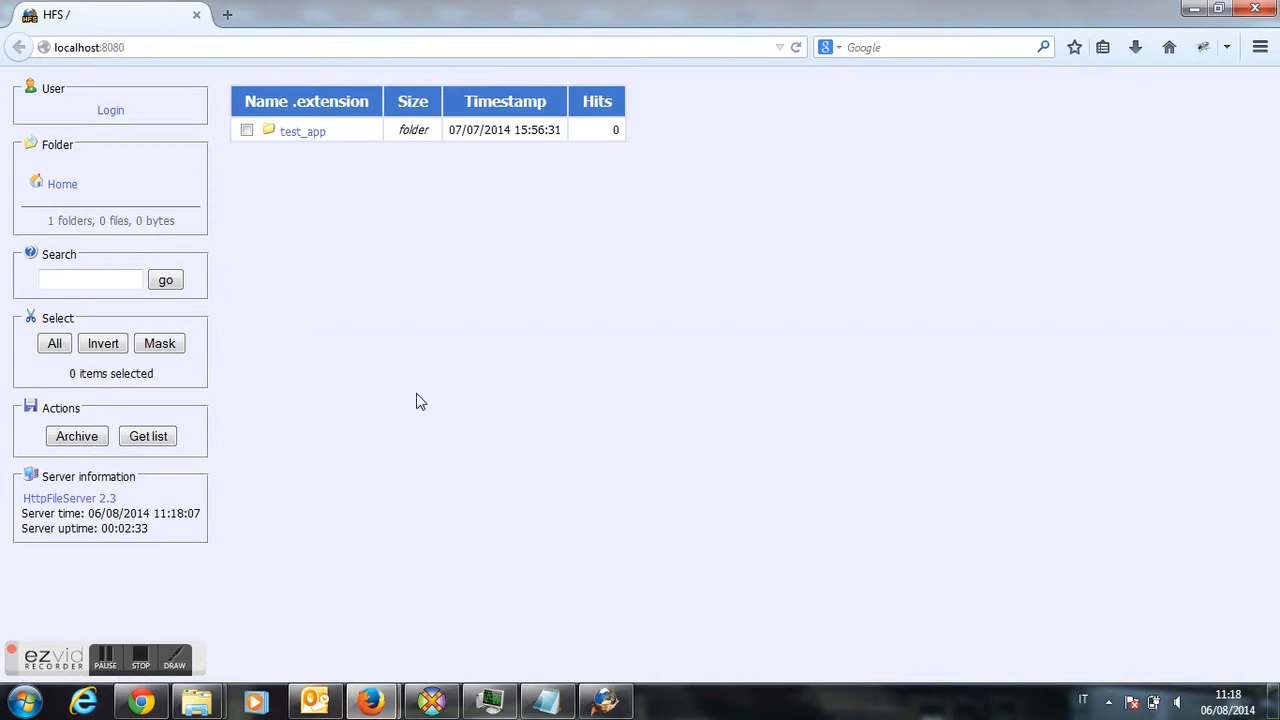 HFS /
localhost:8080
Google
User
Login
Folder
Home
1 folders, 0 files, 0 bytes
Search
go
Select
All Invert Mask
0 items selected
Actions
Archive Get list
Server information
HttpFileServer 2.3
Server time: 06/08/2014 11:18:07
Server uptime: 00:02:33
Name .extension Size Timestamp Hits
test_app folder 07/07/2014 15:56:31 0
ezvid
RECORDER
PAUSE STOP DRAW
IT
11:18
06/08/2014